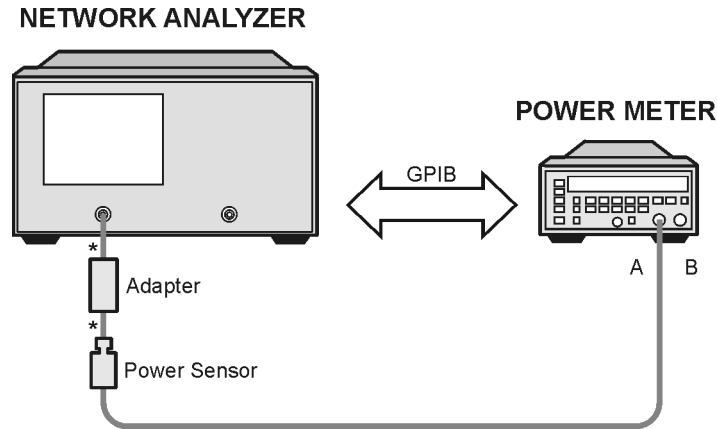 NETWORK ANALYZER
POWER METER
GPIB
A B
*
Adapter
*
Power Sensor